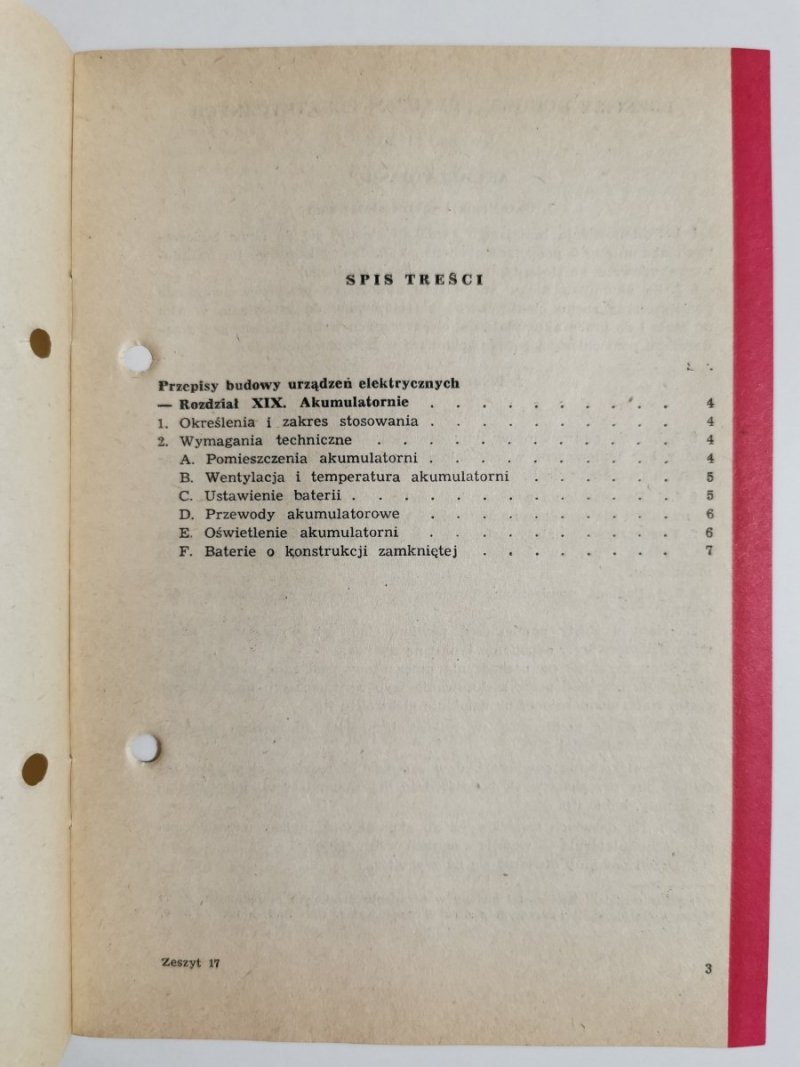 SPIS TREŚCI
Przepisy budowy urządzeń elektrycznych
— Rozdział XIX. Akumulatornie . . . . . . . . . . 4
1. Określenia i zakres stosowania . . . . . . . . . . 4
2. Wymagania techniczne . . . . . . . . . . . . 4
A. Pomieszczenia akumulatorni . . . . . . . . . . 4
B. Wentylacja i temperatura akumulatorni . . . . . . 5
C. Ustawienie baterii . . . . . . . . . . . . . 5
D. Przewody akumulatorowe . . . . . . . . . . 6
E. Oświetlenie akumulatorni . . . . . . . . . . 6
F. Baterie o konstrukcji zamkniętej . . . . . . . . 7
Zeszyt 17
3